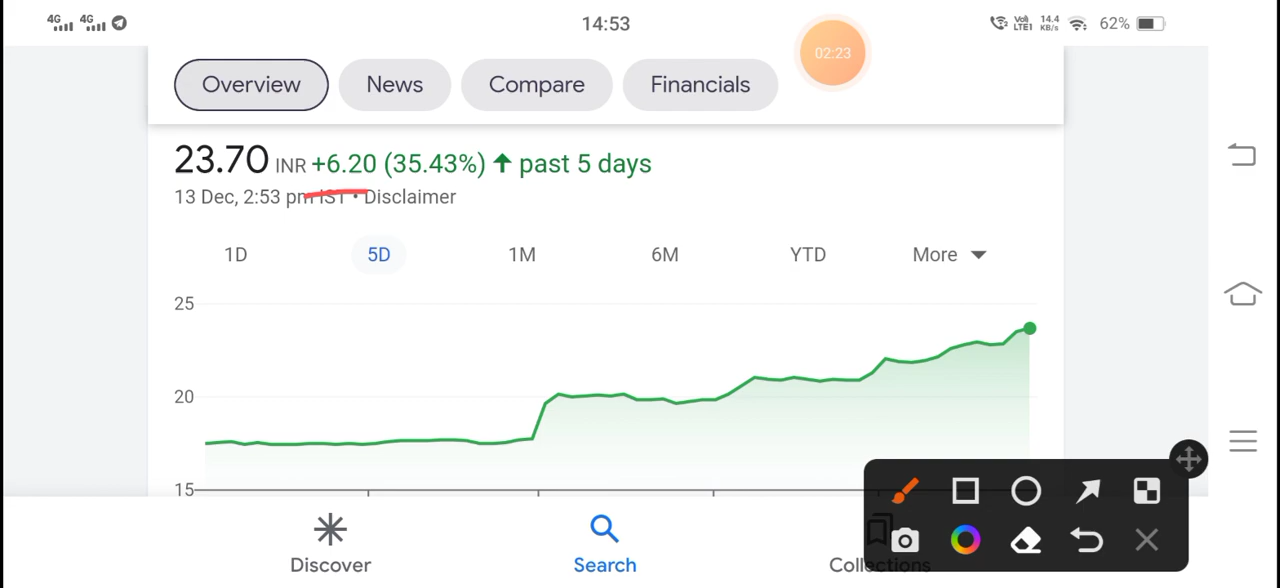 4G 4G 14:53 Vo)) LTE1 14.4 KB/s 62%
02:23
Overview News Compare Financials
23.70 INR +6.20 (35.43%) ↑ past 5 days
13 Dec, 2:53 pm IST • Disclaimer
1D 5D 1M 6M YTD More
25
20
15
Discover Search Collections